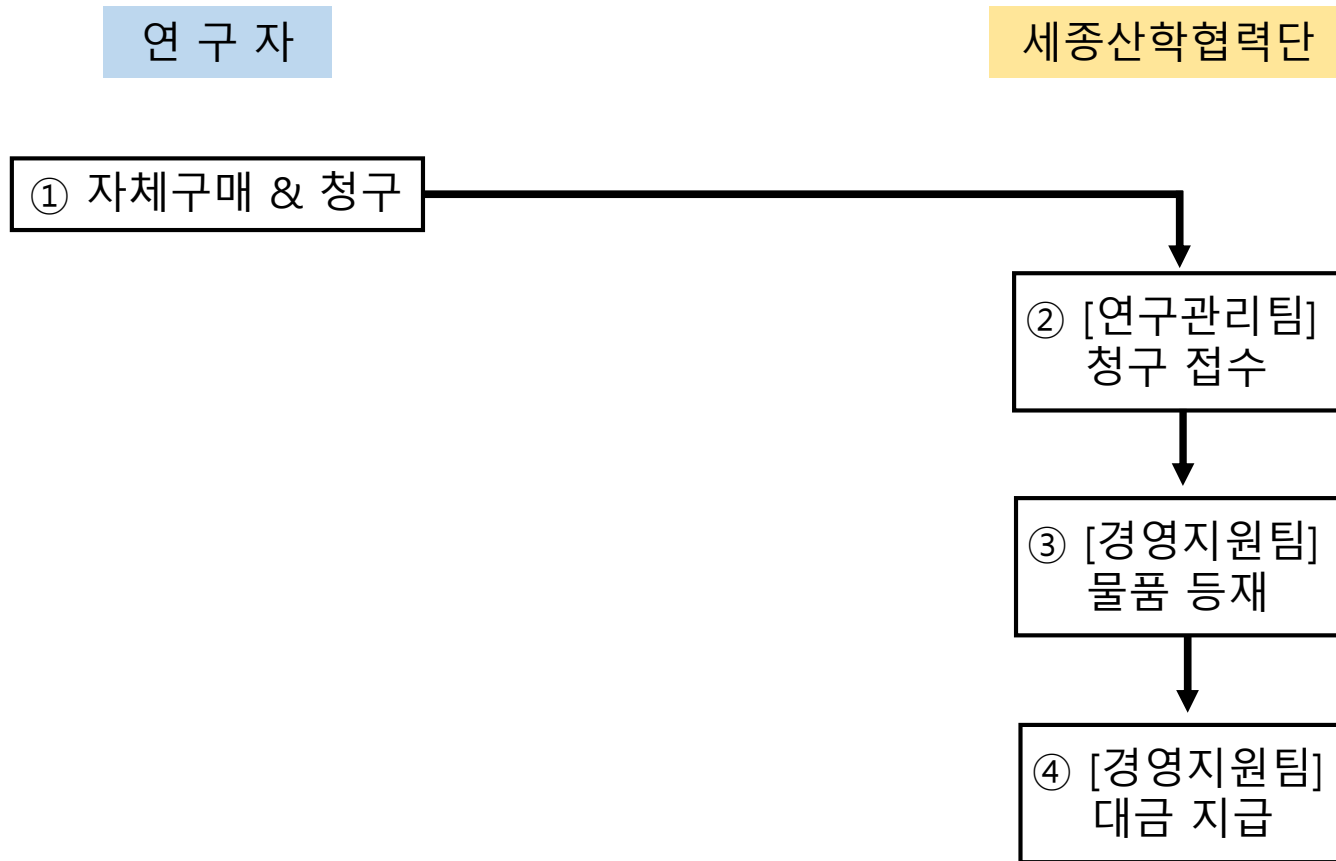 연 구 자
세종산학협력단
① 자체구매 & 청구
② [연구관리팀]
청구 접수
③ [경영지원팀]
물품 등재
④ [경영지원팀]
대금 지급